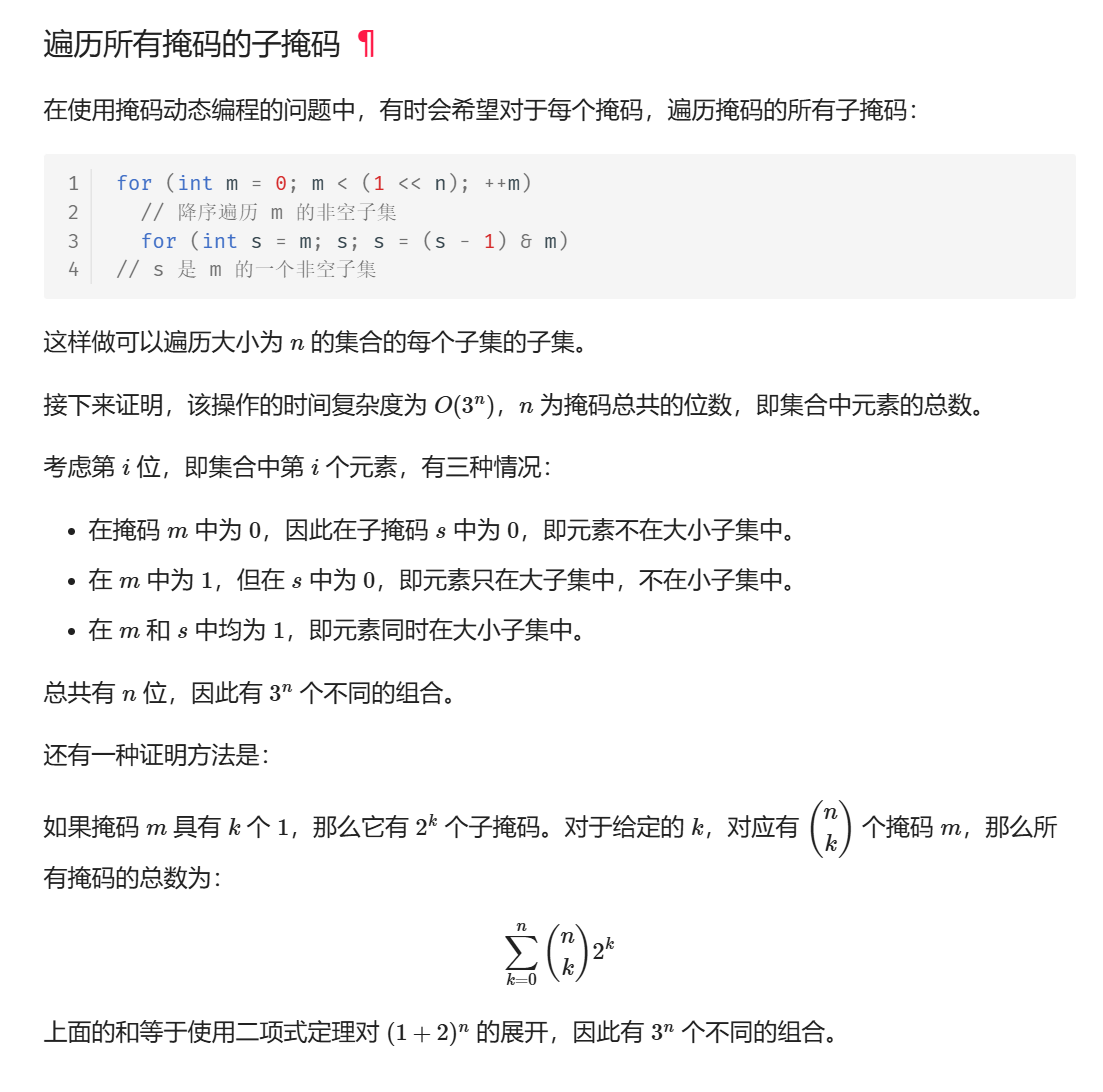 遍历所有掩码的子掩码 ¶
在使用掩码动态编程的问题中，有时会希望对于每个掩码，遍历掩码的所有子掩码：
1 for (int m = 0; m < (1 << n); ++m)
2 // 降序遍历 m 的非空子集
3 for (int s = m; s; s = (s - 1) & m)
4 // s 是 m 的一个非空子集
这样做可以遍历大小为 n 的集合的每个子集的子集。
接下来证明，该操作的时间复杂度为 O(3ⁿ)，n 为掩码总共的位数，即集合中元素的总数。
考虑第 i 位，即集合中第 i 个元素，有三种情况：
• 在掩码 m 中为 0，因此在子掩码 s 中为 0，即元素不在大小子集中。
• 在 m 中为 1，但在 s 中为 0，即元素只在大子集中，不在小子集中。
• 在 m 和 s 中均为 1，即元素同时在大小子集中。
总共有 n 位，因此有 3ⁿ 个不同的组合。
还有一种证明方法是：
如果掩码 m 具有 k 个 1，那么它有 2ᵏ 个子掩码。对于给定的 k，对应有 (n k) 个掩码 m，那么所
有掩码的总数为：
∑ₖ₌₀ⁿ (n k) 2ᵏ
上面的和等于使用二项式定理对 (1 + 2)ⁿ 的展开，因此有 3ⁿ 个不同的组合。